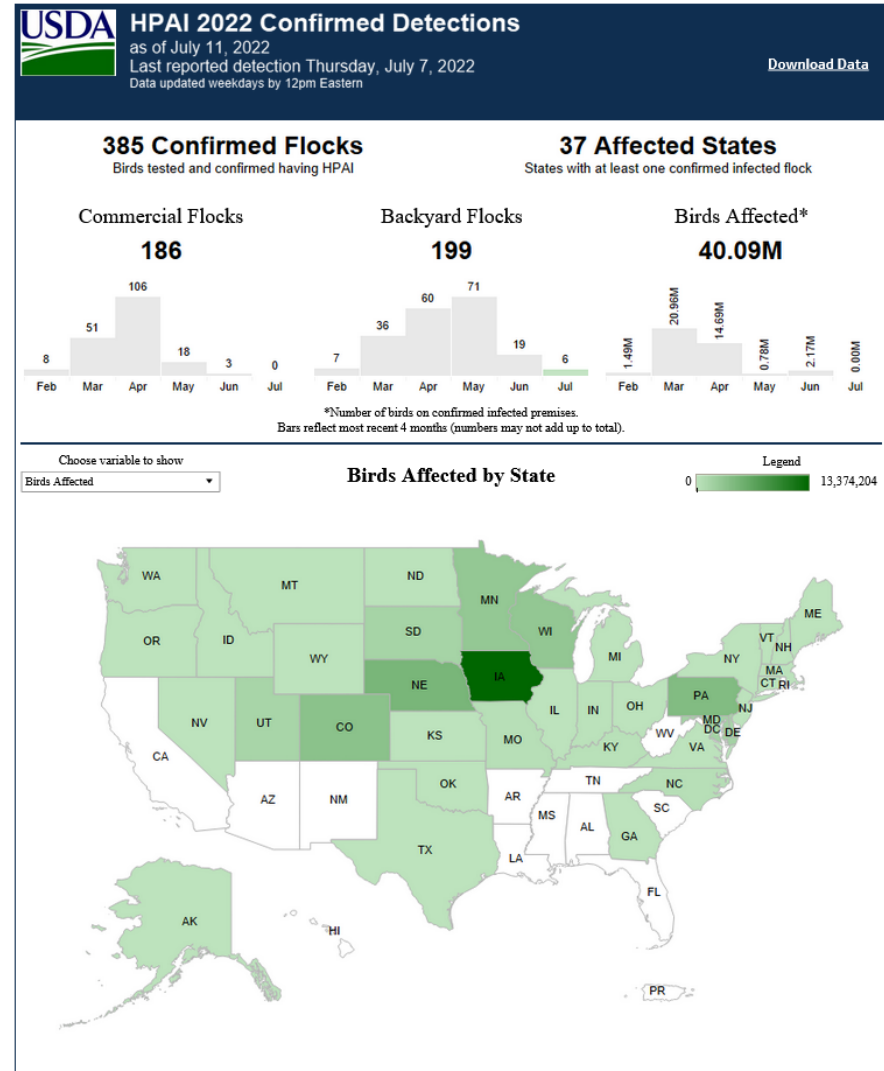 USDA
HPAI 2022 Confirmed Detections
as of July 11, 2022
Last reported detection Thursday, July 7, 2022
Data updated weekdays by 12pm Eastern
Download Data
385 Confirmed Flocks
Birds tested and confirmed having HPAI
37 Affected States
States with at least one confirmed infected flock
Commercial Flocks
186
8 51 106 18 3 0
Feb Mar Apr May Jun Jul
Backyard Flocks
199
7 36 60 71 19 6
Feb Mar Apr May Jun Jul
Birds Affected*
40.09M
1.49M 20.96M 14.69M 0.78M 2.17M 0.00M
Feb Mar Apr May Jun Jul
*Number of birds on confirmed infected premises.
Bars reflect most recent 4 months (numbers may not add up to total).
Choose variable to show
Birds Affected
Birds Affected by State
Legend
0 13,374,204
WA
MT
ND
MN
ME
OR
ID
SD
WI
VT
NH
WY
MI
NY
MA
CT RI
IA
NE
PA
NV
UT
CO
IL
IN
OH
NJ
MD
DC DE
KS
MO
WV
KY
VA
CA
TN
NC
AZ
NM
OK
AR
SC
MS
AL
GA
TX
LA
FL
AK
HI
PR